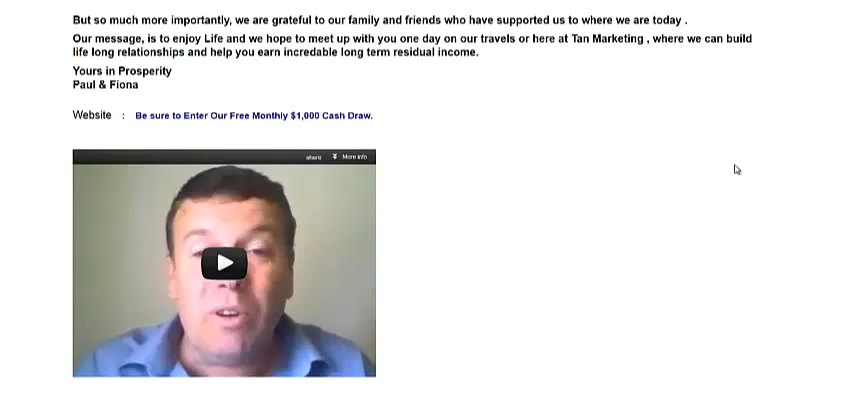 But so much more importantly, we are grateful to our family and friends who have supported us to where we are today .
Our message, is to enjoy Life and we hope to meet up with you one day on our travels or here at Tan Marketing , where we can build
life long relationships and help you earn incredable long term residual income.
Yours in Prosperity
Paul & Fiona
Website : Be sure to Enter Our Free Monthly $1,000 Cash Draw.
share More info